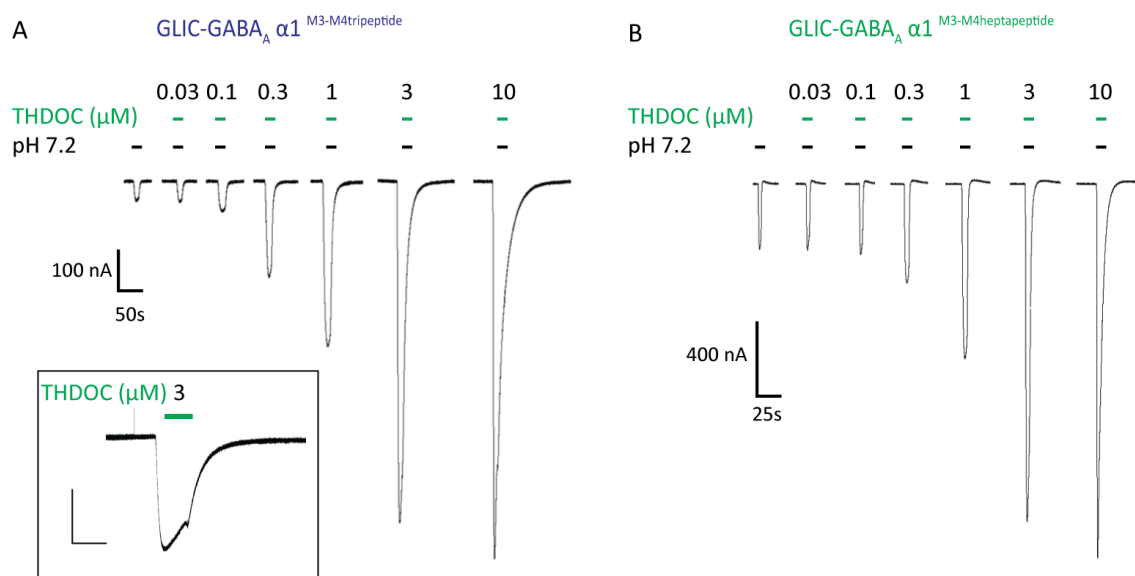 A
GLIC-GABA_A α1 M3-M4tripeptide
0.03 0.1 0.3 1 3 10
THDOC (μM)
pH 7.2
100 nA
50s
THDOC (μM) 3
B
GLIC-GABA_A α1 M3-M4heptapeptide
0.03 0.1 0.3 1 3 10
THDOC (μM)
pH 7.2
400 nA
25s